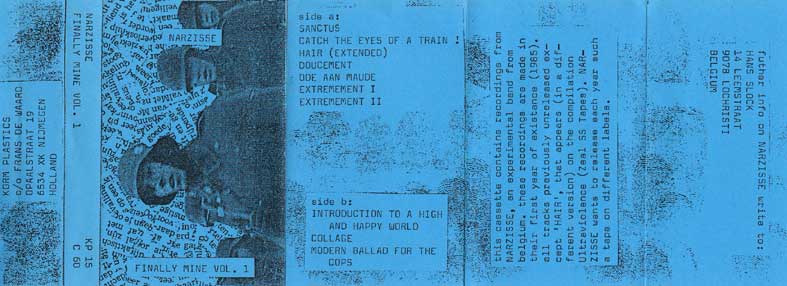 KORM PLASTICS
c/o FRANS DE WAARD
OPAALSTRAAT 19
6534 XK NIJMEGEN
HOLLAND
NARZISSE
FINALLY MINE VOL. 1
KP 15
C 60
NARZISSE
FINALLY MINE VOL. 1
side a:
SANCTUS
CATCH THE EYES OF A TRAIN !
HAIR (EXTENDED)
DOUCEMENT
ODE AAN MAUDE
EXTREMEMENT I
EXTREMEMENT II
side b:
INTRODUCTION TO A HIGH
AND HAPPY WORLD
COLLAGE
MODERN BALLAD FOR THE
COPS
this cassette contains recordings from
NARZISSE, an experimental band from
belgium. these recordings are made in
their first year of existence (1985).
all tracks previously unreleased ex-
cept 'HAIR', that appears (in a dif-
ferent version) on the compilation
Ultraviolence (Zeal SS Tapes). NAR-
ZISSE wants to release each year such
a tape on different labels.
futher info on NARZISSE write to:
HANS SLOCK
14 LEEMSTRAAT
9078 LOCHRISTI
BELGIUM